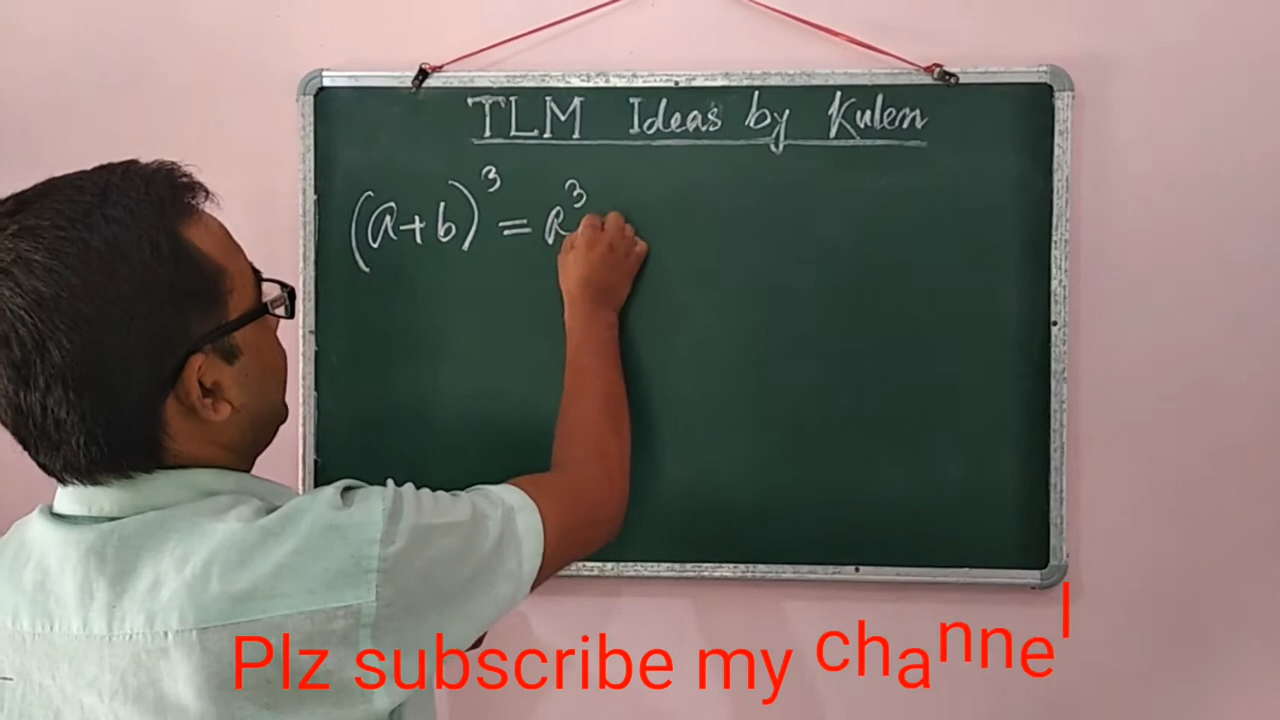 TLM Ideas by Kulen
(a+b)³ = a³
Plz subscribe my channel